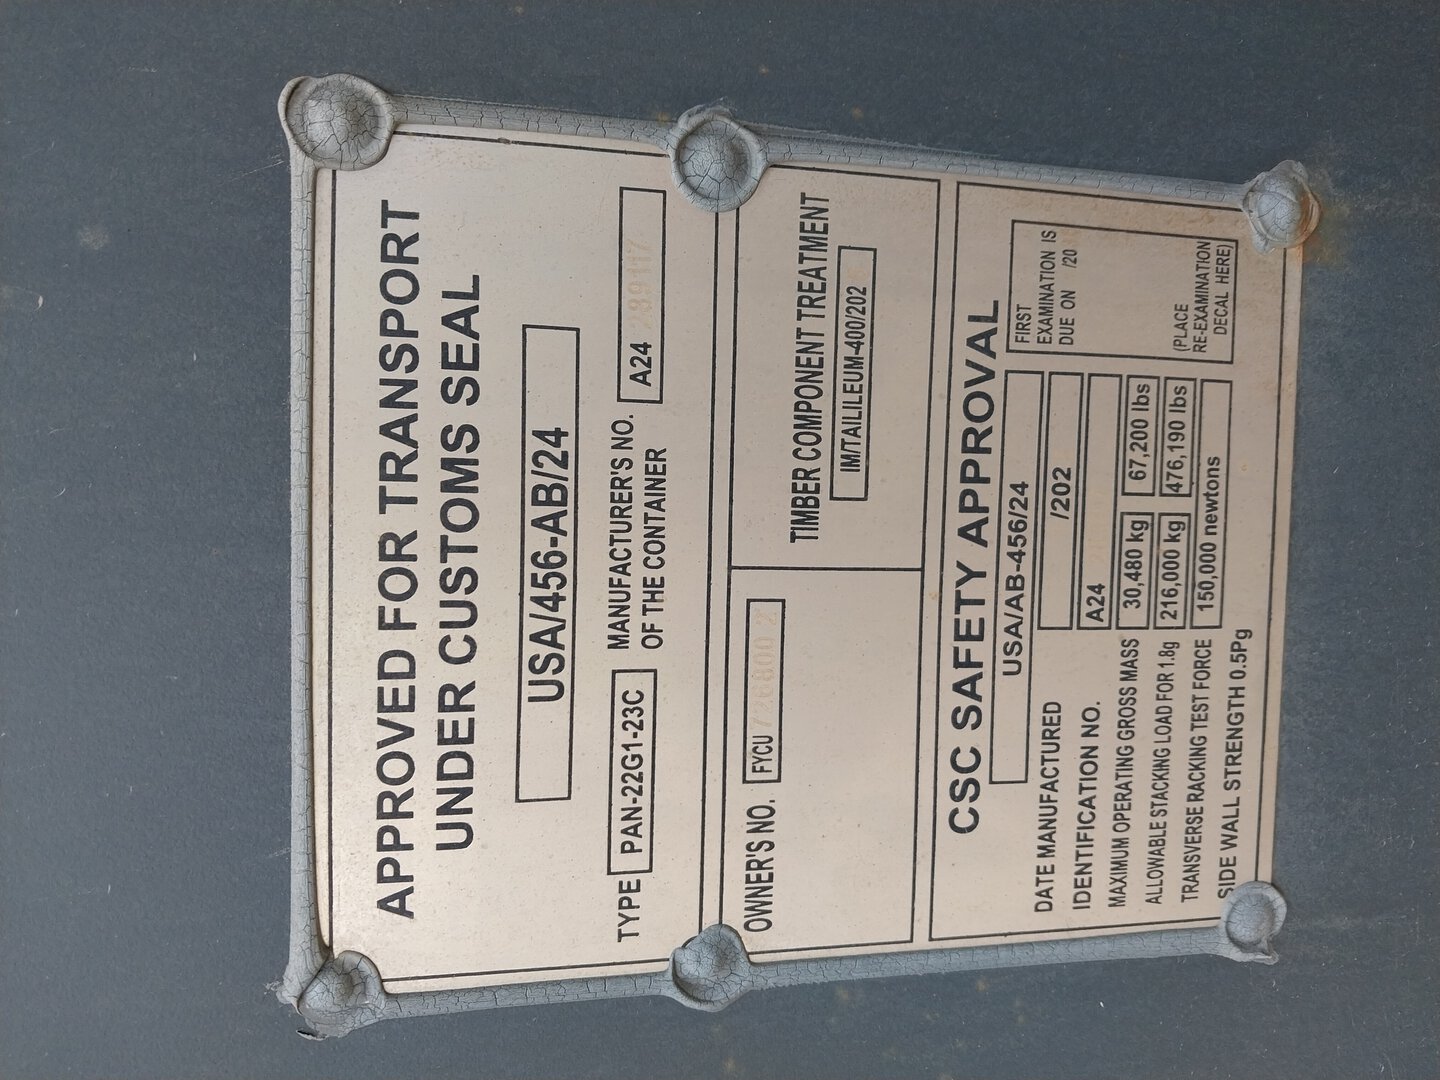 APPROVED FOR TRANSPORT
UNDER CUSTOMS SEAL
USA/456-AB/24
TYPE PAN-22G1-23C MANUFACTURER'S NO.
OF THE CONTAINER A24
OWNER'S NO. FYCU
TIMBER COMPONENT TREATMENT
IM/TAILILEUM-400/202
CSC SAFETY APPROVAL
USA/AB-456/24
DATE MANUFACTURED /202
IDENTIFICATION NO. A24
MAXIMUM OPERATING GROSS MASS 30,480 kg 67,200 lbs
ALLOWABLE STACKING LOAD FOR 1.8g 216,000 kg 476,190 lbs
TRANSVERSE RACKING TEST FORCE 150,000 newtons
SIDE WALL STRENGTH 0.5Pg
FIRST
EXAMINATION IS
DUE ON /20
(PLACE
RE-EXAMINATION
DECAL HERE)